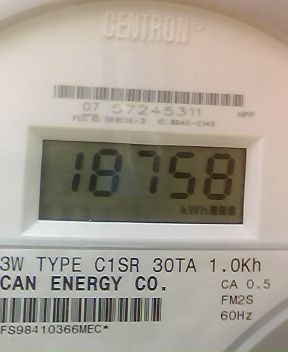 CENTRON®
07 57245311
18758
kWh
3W TYPE C1SR 30TA 1.0Kh
CAN ENERGY CO.
CA 0.5
FM2S
60Hz
FS98410366MEC*